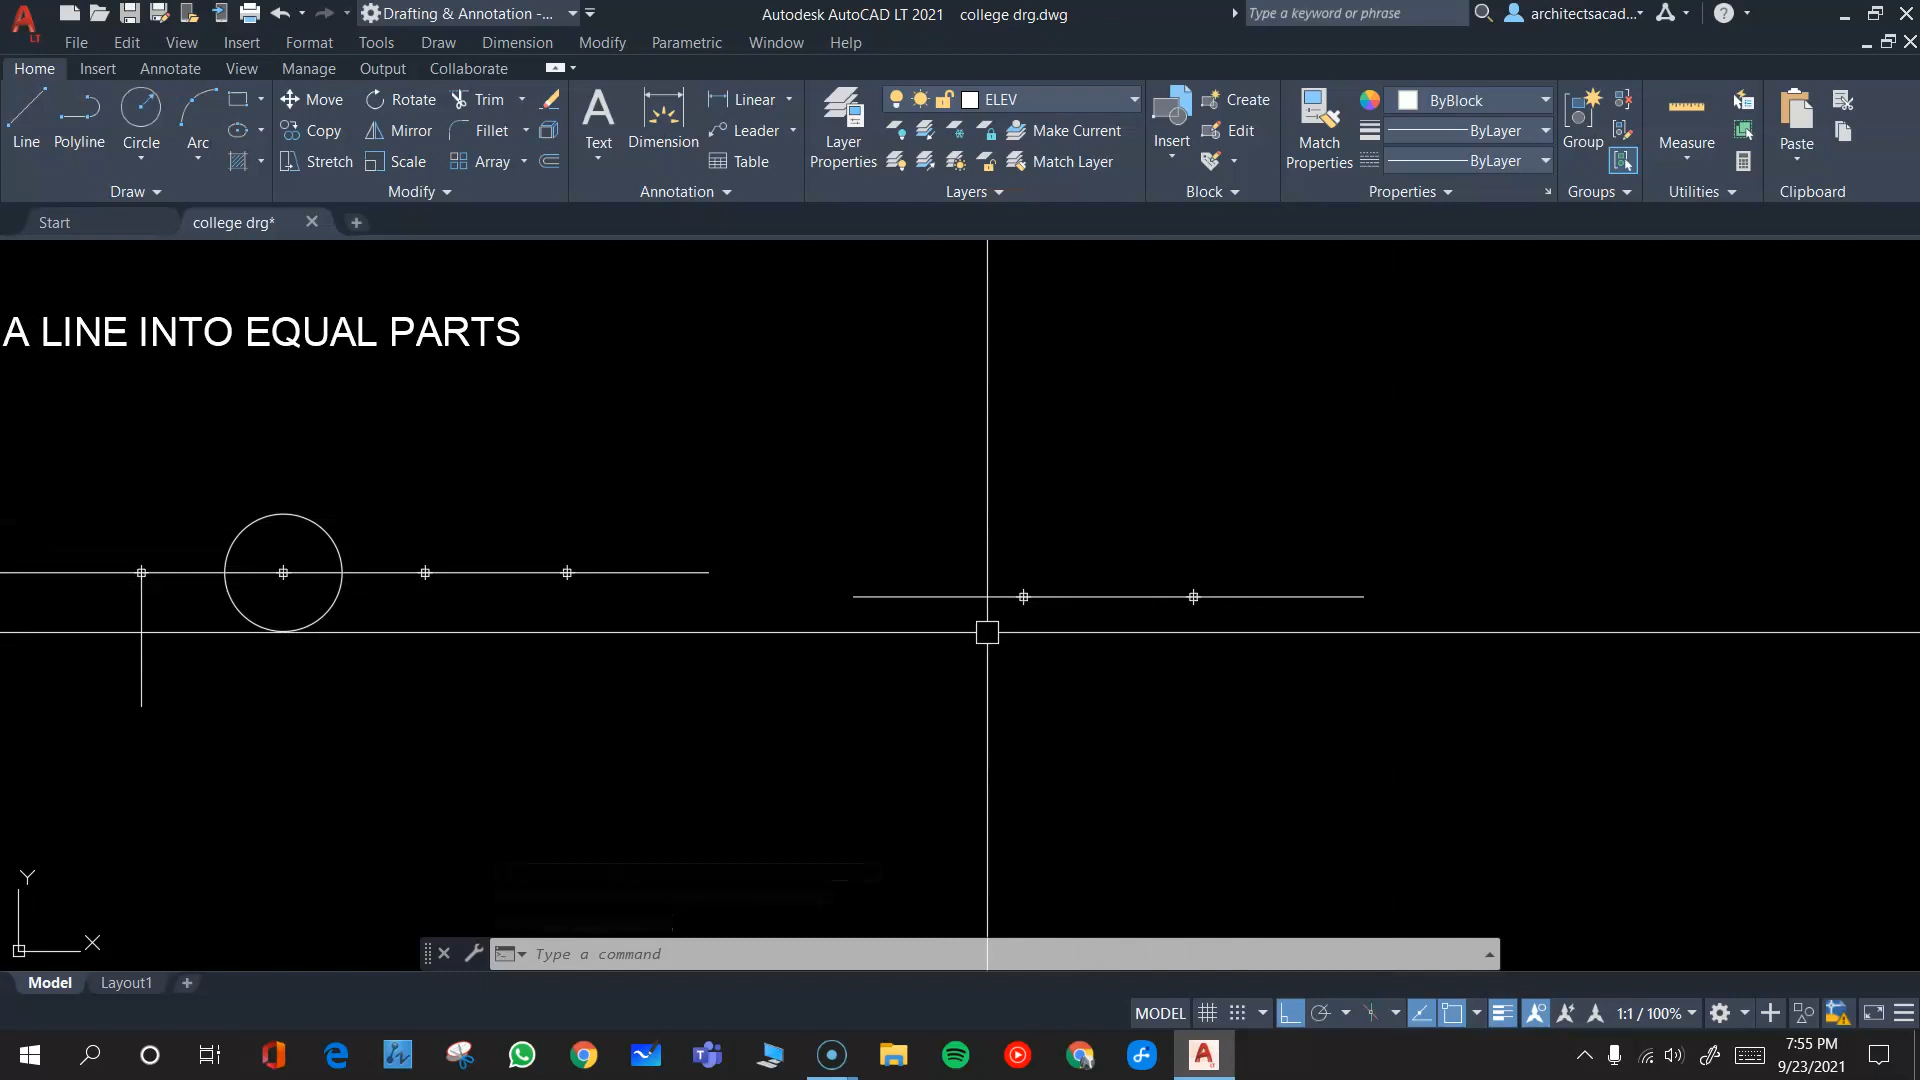 Drafting & Annotation -...
Autodesk AutoCAD LT 2021 college drg.dwg
Type a keyword or phrase
architectsacad...
LT
File Edit View Insert Format Tools Draw Dimension Modify Parametric Window Help
Home Insert Annotate View Manage Output Collaborate
Line
Polyline
Circle
Arc
Draw
Move Rotate Trim
Copy Mirror Fillet
Stretch Scale Array
Modify
Text
Dimension
Linear
Leader
Table
Annotation
Layer
Properties
ELEV
Make Current
Match Layer
Layers
Insert
Create
Edit
Block
Match
Properties
ByBlock
ByLayer
ByLayer
Properties
Group
Groups
Measure
Utilities
Paste
Clipboard
Start
college drg*
A LINE INTO EQUAL PARTS
Y
X
Type a command
Model Layout1
MODEL
1:1 / 100%
7:55 PM
9/23/2021